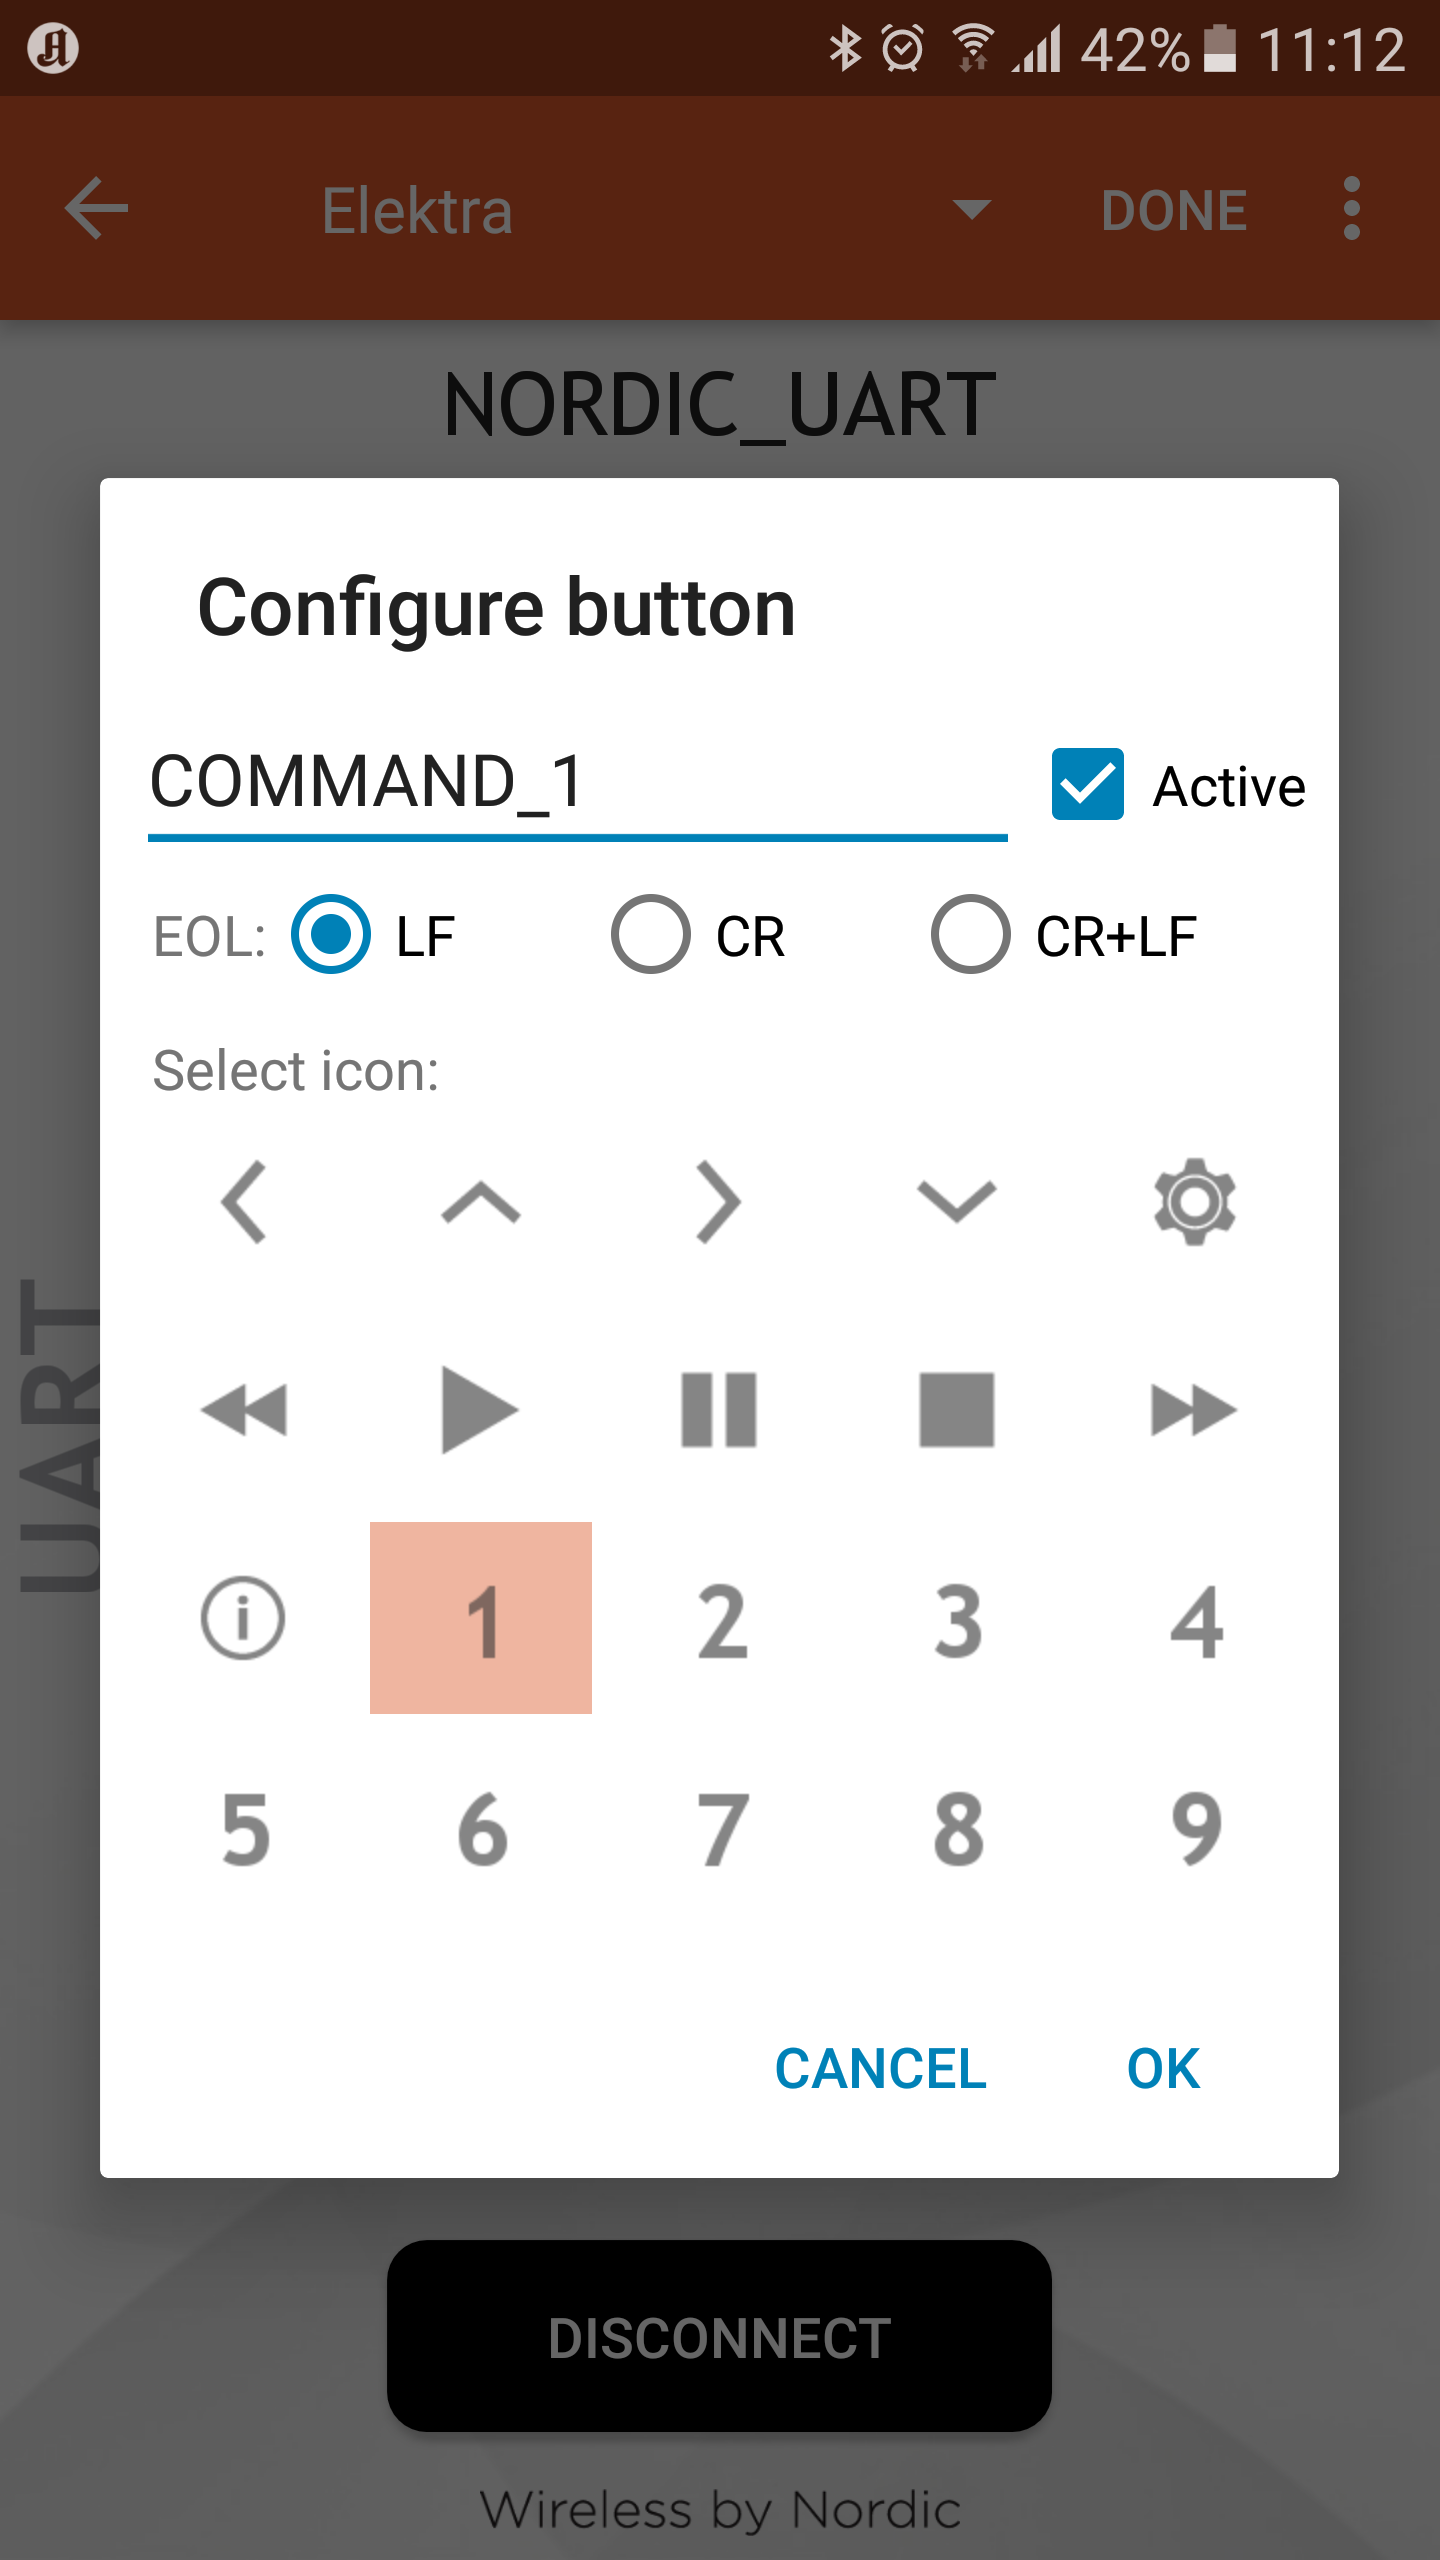 42% 11:12
Elektra DONE
NORDIC_UART
Configure button
COMMAND_1 Active
EOL: LF CR CR+LF
Select icon:
UART
i 1 2 3 4
5 6 7 8 9
CANCEL OK
DISCONNECT
Wireless by Nordic